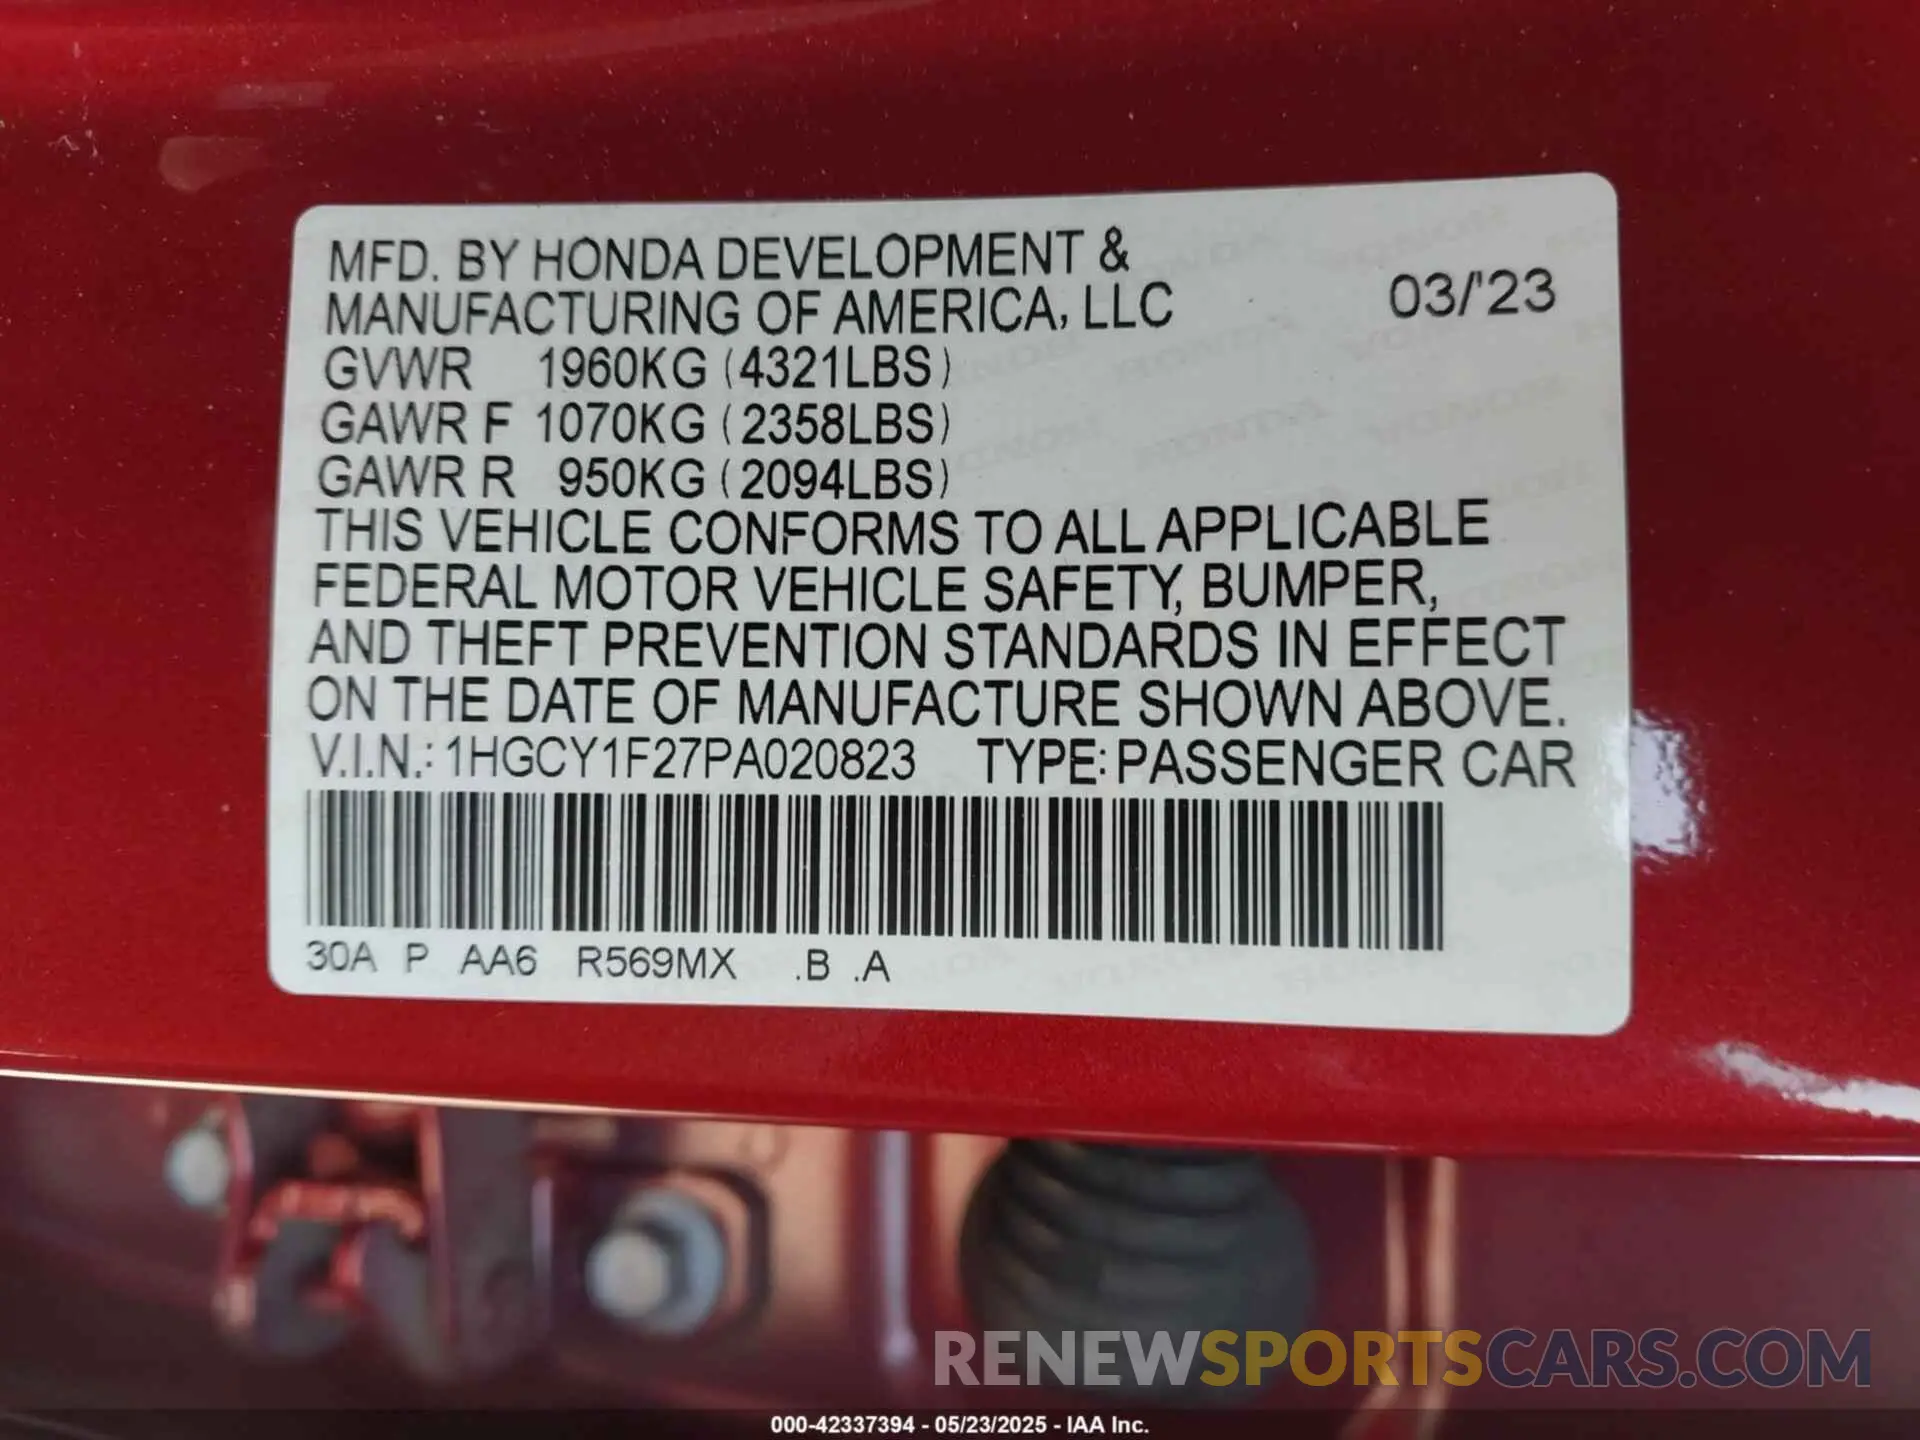 MFD. BY HONDA DEVELOPMENT &
MANUFACTURING OF AMERICA, LLC
03/'23
GVWR 1960KG (4321LBS)
GAWR F 1070KG (2358LBS)
GAWR R 950KG (2094LBS)
THIS VEHICLE CONFORMS TO ALL APPLICABLE
FEDERAL MOTOR VEHICLE SAFETY, BUMPER,
AND THEFT PREVENTION STANDARDS IN EFFECT
ON THE DATE OF MANUFACTURE SHOWN ABOVE.
V.I.N.: 1HGCY1F27PA020823 TYPE: PASSENGER CAR
30A P AA6 R569MX .B .A
RENEWSPORTSCARS.COM
000-42337394 - 05/23/2025 - IAA Inc.